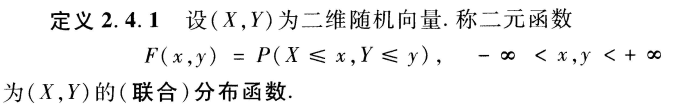 定义 2.4.1 设(X,Y)为二维随机向量.称二元函数
F(x,y) = P(X ≤ x,Y ≤ y), - ∞ < x,y < + ∞
为(X,Y)的(联合)分布函数.